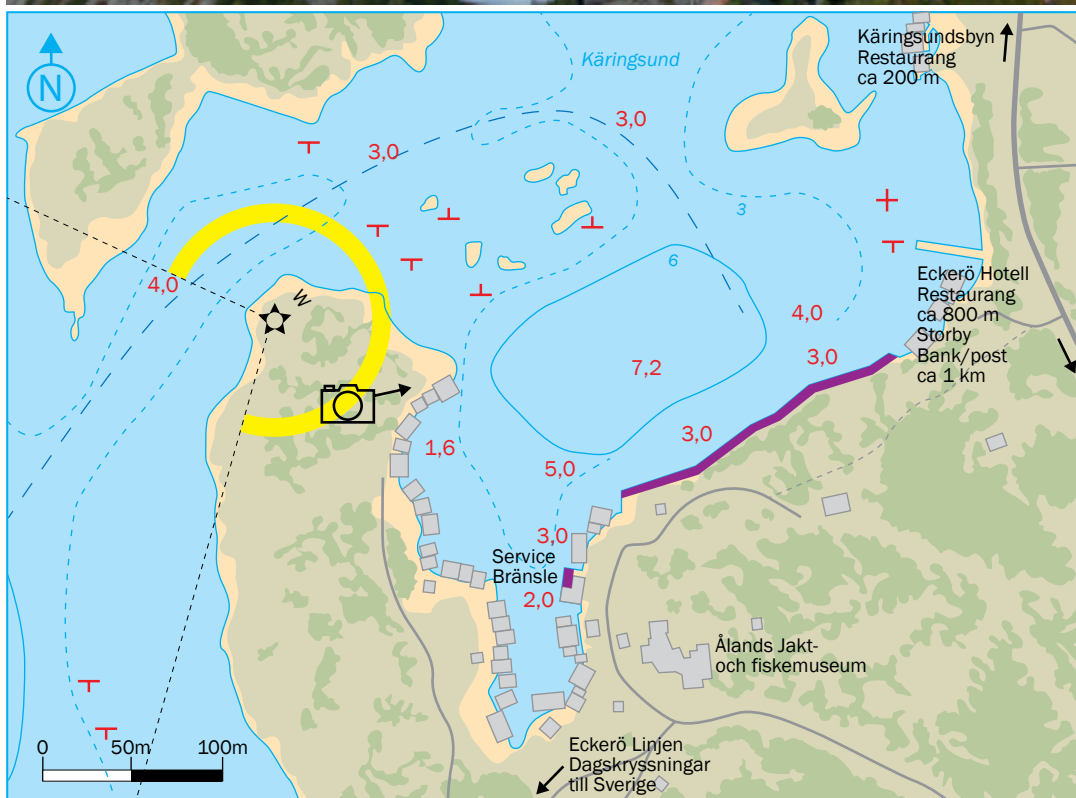 N
Käringsund
Käringsundsbyn
Restaurang
ca 200 m
3,0
3,0
3
6
4,0
W
Eckerö Hotell
Restaurang
ca 800 m
Storby
Bank/post
ca 1 km
4,0
3,0
7,2
3,0
1,6
5,0
3,0
Service
Bränsle
2,0
Ålands Jakt-
och fiskemuseum
0 50m 100m
Eckerö Linjen
Dagskryssningar
till Sverige